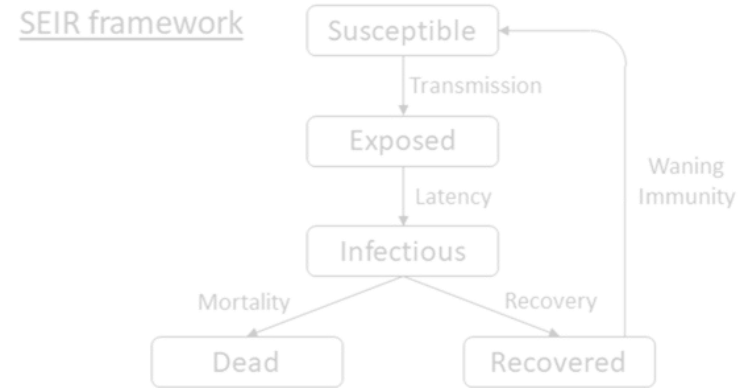 SEIR framework
Susceptible
Transmission
Exposed
Latency
Waning
Immunity
Infectious
Mortality
Recovery
Dead
Recovered